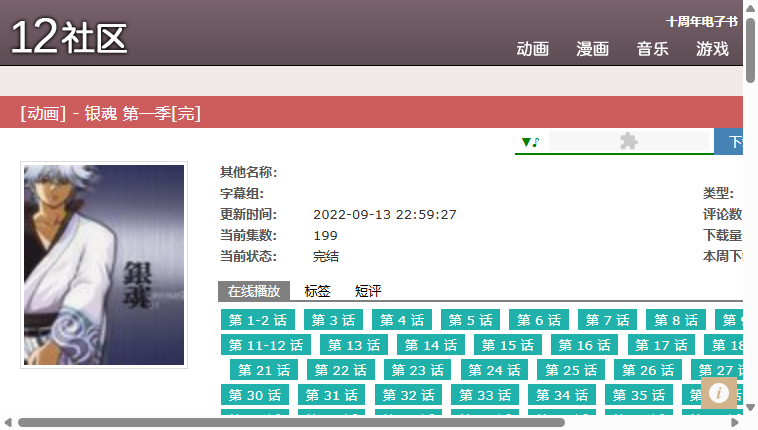 十周年电子书
12社区
动画 漫画 音乐 游戏
[动画] - 银魂 第一季[完]
▼♪
其他名称:
字幕组: 类型:
更新时间: 2022-09-13 22:59:27 评论数
当前集数: 199 下载量
当前状态: 完结 本周下
銀魂
在线播放 标签 短评
第 1-2 话 第 3 话 第 4 话 第 5 话 第 6 话 第 7 话 第 8 话 第
第 11-12 话 第 13 话 第 14 话 第 15 话 第 16 话 第 17 话 第 18
第 21 话 第 22 话 第 23 话 第 24 话 第 25 话 第 26 话 第 27
第 30 话 第 31 话 第 32 话 第 33 话 第 34 话 第 35 话